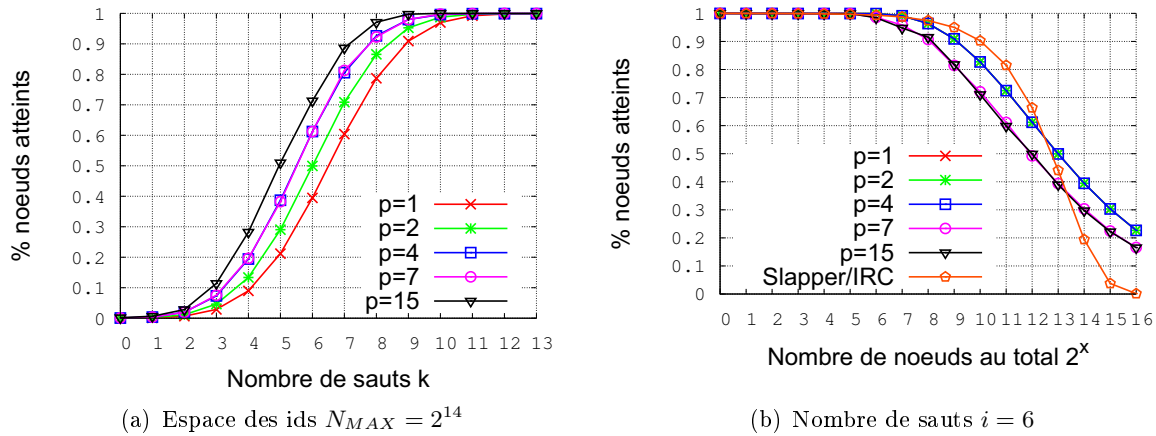 1
0.9
0.8
0.7
0.6
0.5
0.4
0.3
0.2
0.1
0
% noeuds atteints
0 1 2 3 4 5 6 7 8 9 10 11 12 13
Nombre de sauts k
p=1
p=2
p=4
p=7
p=15
(a) Espace des ids N_{MAX} = 2^{14}
1
0.9
0.8
0.7
0.6
0.5
0.4
0.3
0.2
0.1
0
% noeuds atteints
0 1 2 3 4 5 6 7 8 9 10 11 12 13 14 15 16
Nombre de noeuds au total 2^x
p=1
p=2
p=4
p=7
p=15
Slapper/IRC
(b) Nombre de sauts i = 6